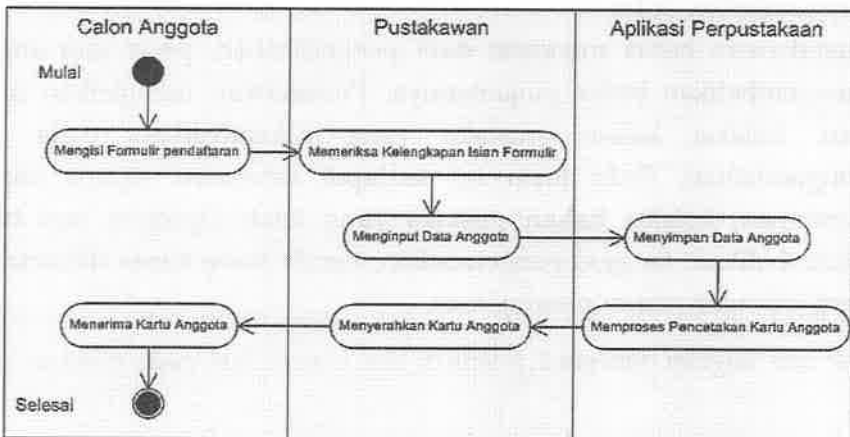 Calon Anggota
Pustakawan
Aplikasi Perpustakaan
Mulai
Mengisi Formulir pendaftaran
Memeriksa Kelengkapan Isian Formulir
Menginput Data Anggota
Menyimpan Data Anggota
Menerima Kartu Anggota
Menyerahkan Kartu Anggota
Memproses Pencetakan Kartu Anggota
Selesai